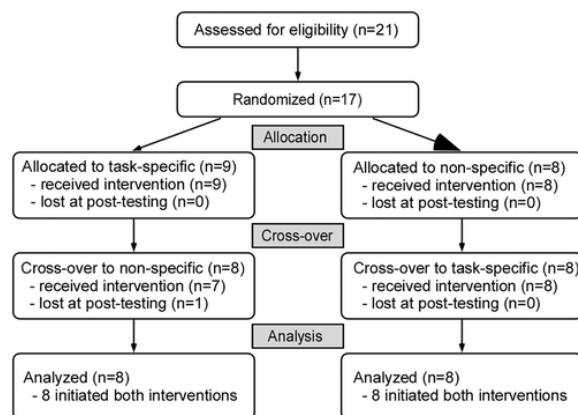 Assessed for eligibility (n=21)
Randomized (n=17)
Allocation
Allocated to task-specific (n=9)
- received intervention (n=9)
- lost at post-testing (n=0)
Allocated to non-specific (n=8)
- received intervention (n=8)
- lost at post-testing (n=0)
Cross-over
Cross-over to non-specific (n=8)
- received intervention (n=7)
- lost at post-testing (n=1)
Cross-over to task-specific (n=8)
- received intervention (n=8)
- lost at post-testing (n=0)
Analysis
Analyzed (n=8)
- 8 initiated both interventions
Analyzed (n=8)
- 8 initiated both interventions